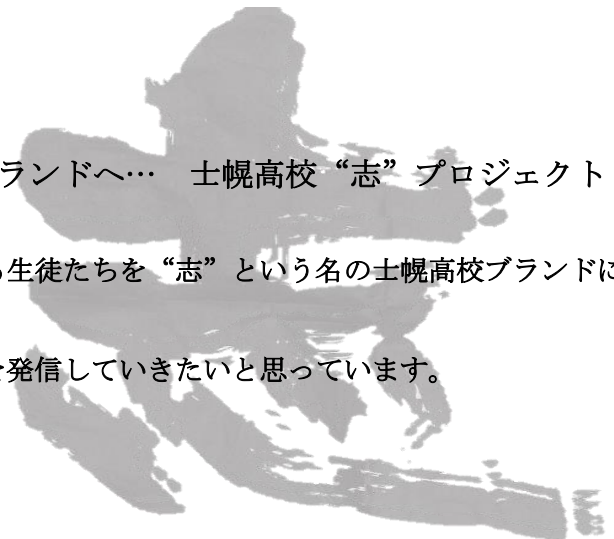 ランドへ… 士幌高校“志”プロジェクト
生徒たちを“志”という名の士幌高校ブランドに
発信していきたいと思っています。
志